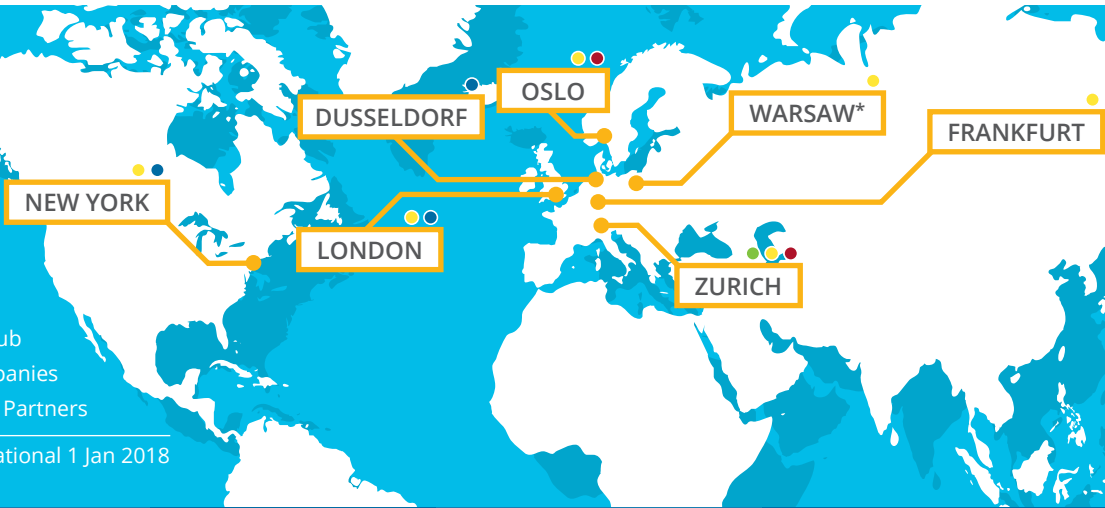 OSLO
DUSSELDORF
WARSAW*
FRANKFURT
NEW YORK
LONDON
ZURICH
ub
panies
Partners
ational 1 Jan 2018